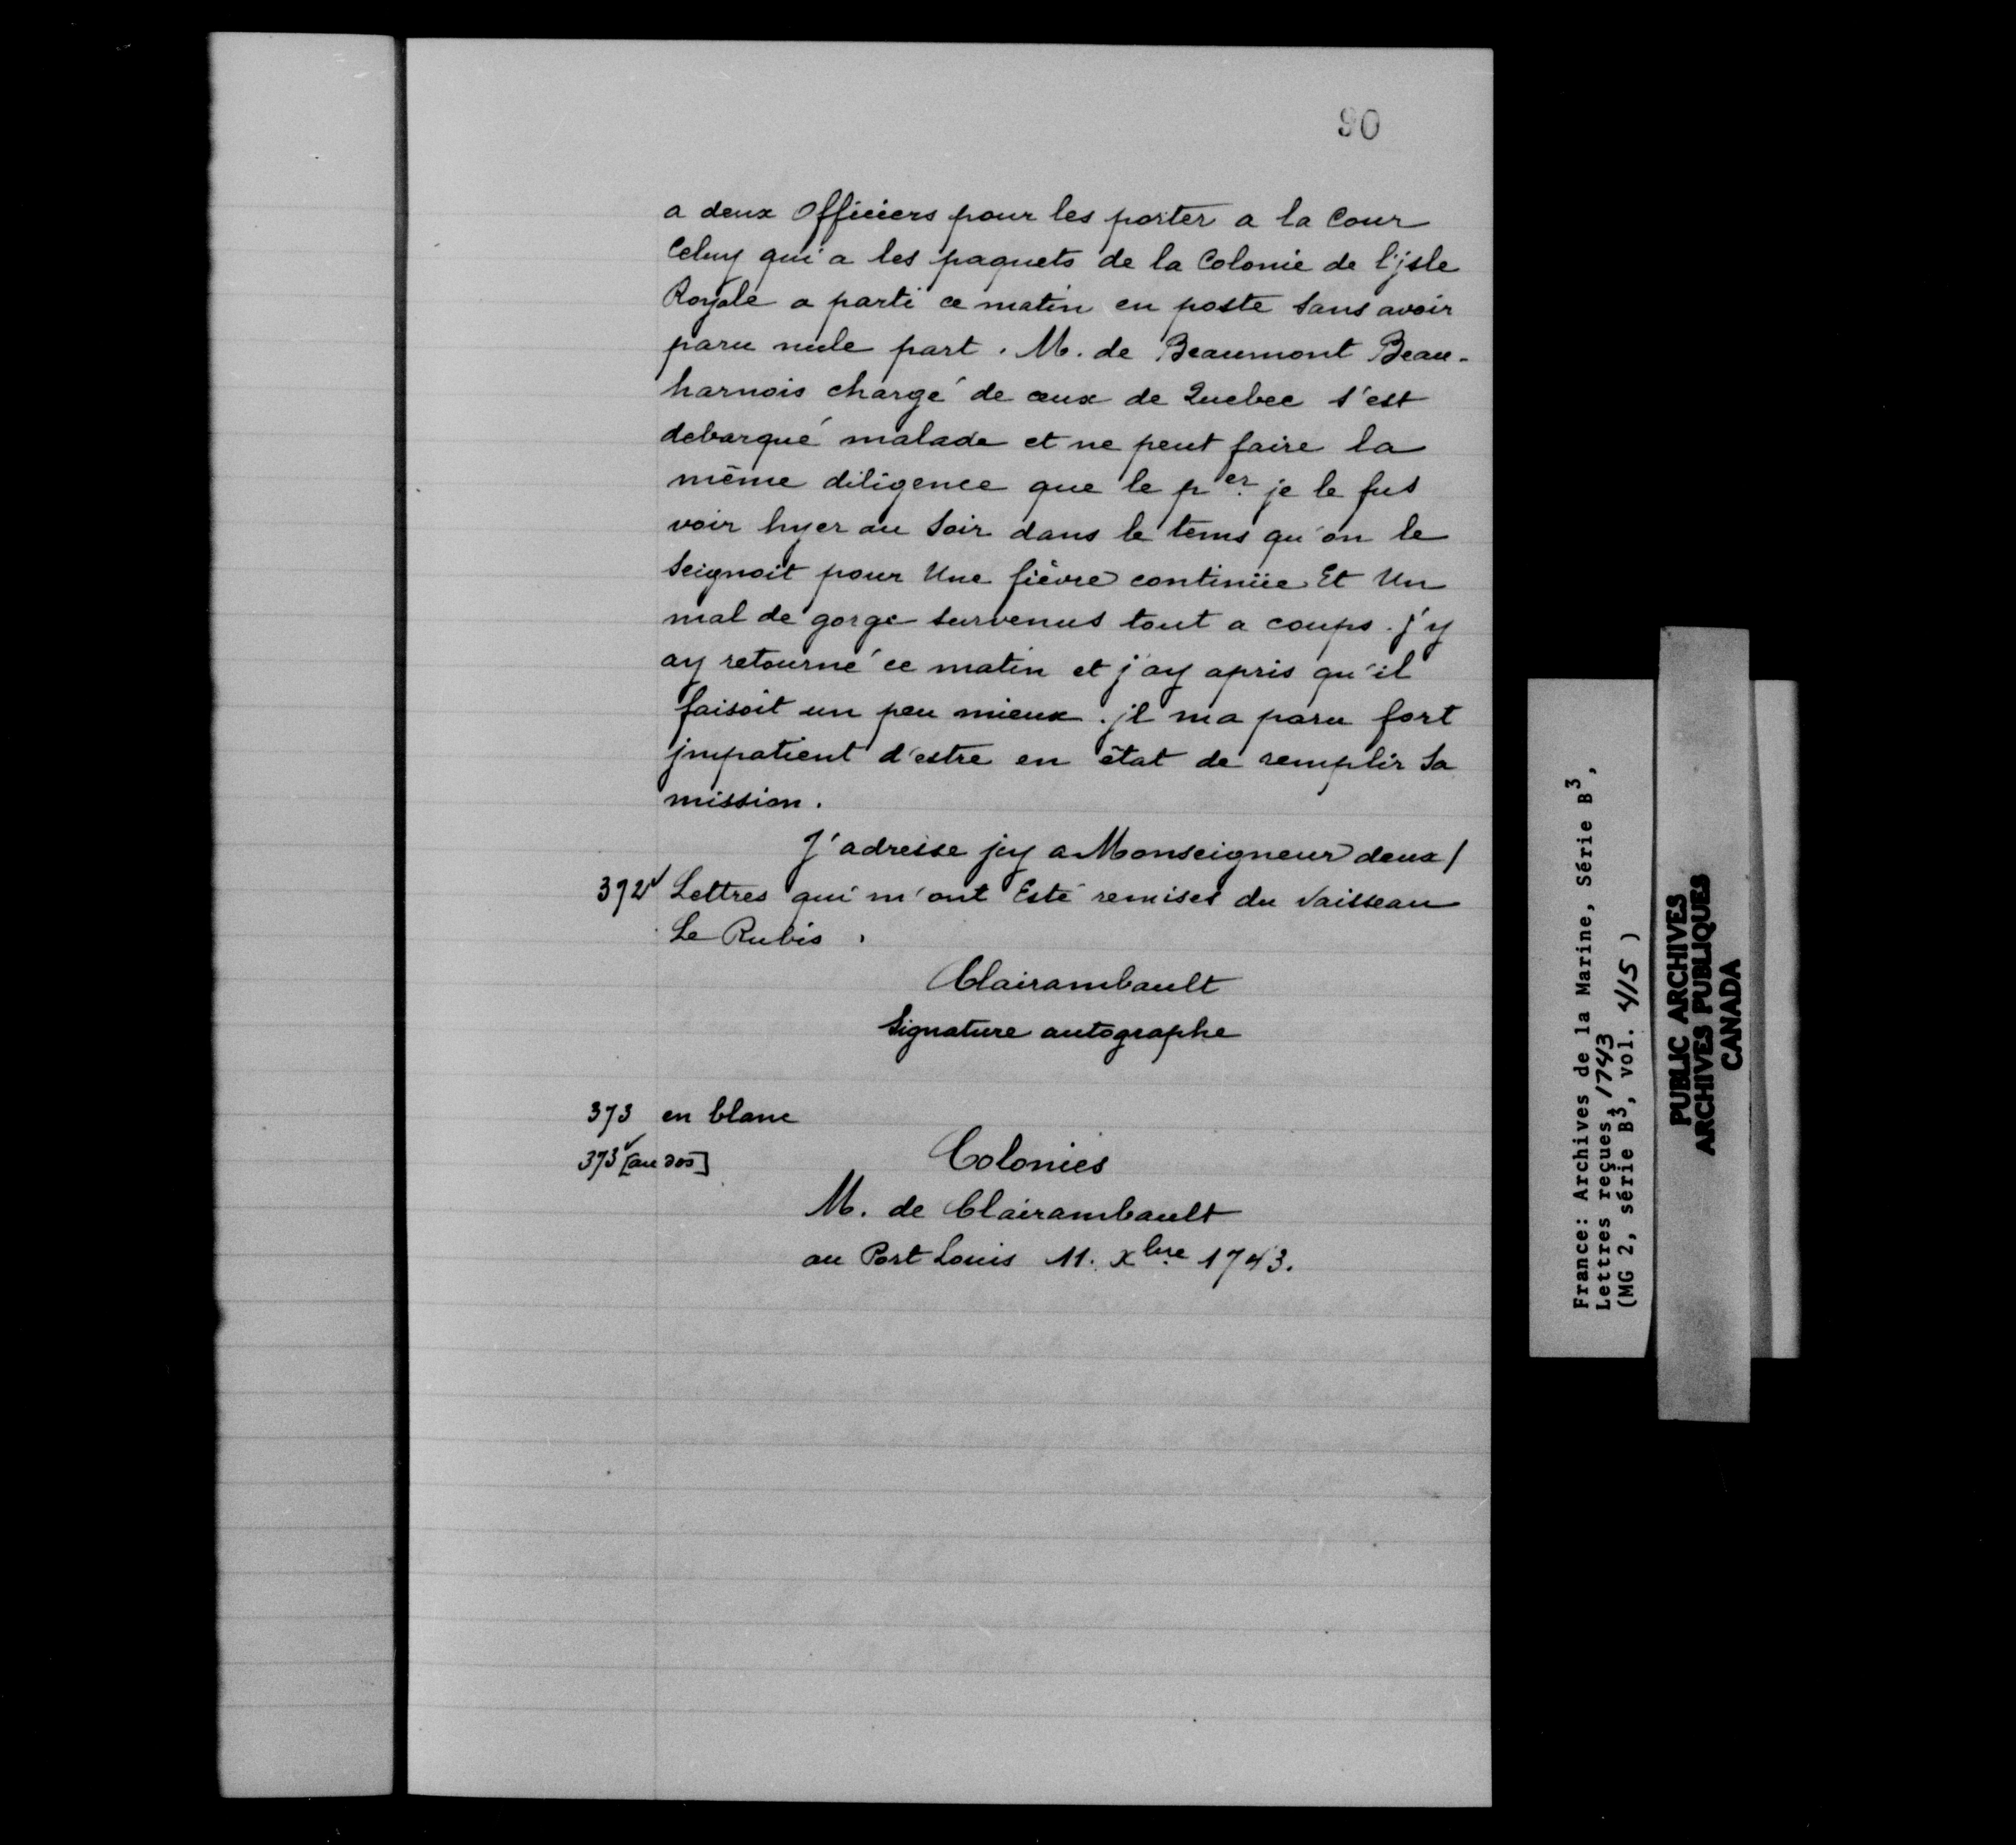 90
a deux officiers pour les porter a la Cour
Celuy qui a les paquets de la Colonie de l'jsle
Royale a parti ce matin en poste sans avoir
paru nule part. M. de Beaumont Beau-
harnois chargé de ceux de Quebec s'est
debarqué malade et ne peut faire la
même diligence que le per. je le fus
voir hyer au soir dans le tems qu'on le
seignoit pour Une fièvre continüe Et Un
mal de gorge survenus tout a coups. j'y
ay retourné ce matin et j'ay apris qu'il
faisoit un peu mieux. jl m'a paru fort
jmpatient d'estre en état de remplir sa
mission.
J'adresse jcy a Monseigneur deux/
372v Lettres qui m'ont Esté remises du Vaisseau
Le Rubis.
Clairambault
Signature autographe
373 en blanc
373v [au dos]
Colonies
M. de Clairambault
au Port Louis 11. Xbre 1743.
France: Archives de la Marine, Série B3,
Lettres reçues, 1743
(MG 2, série B3, vol. 415)
PUBLIC ARCHIVES
ARCHIVES PUBLIQUES
CANADA